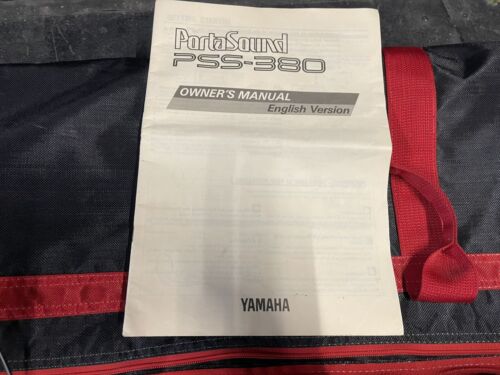 PortaSound
PSS-380
OWNER'S MANUAL
English Version
YAMAHA